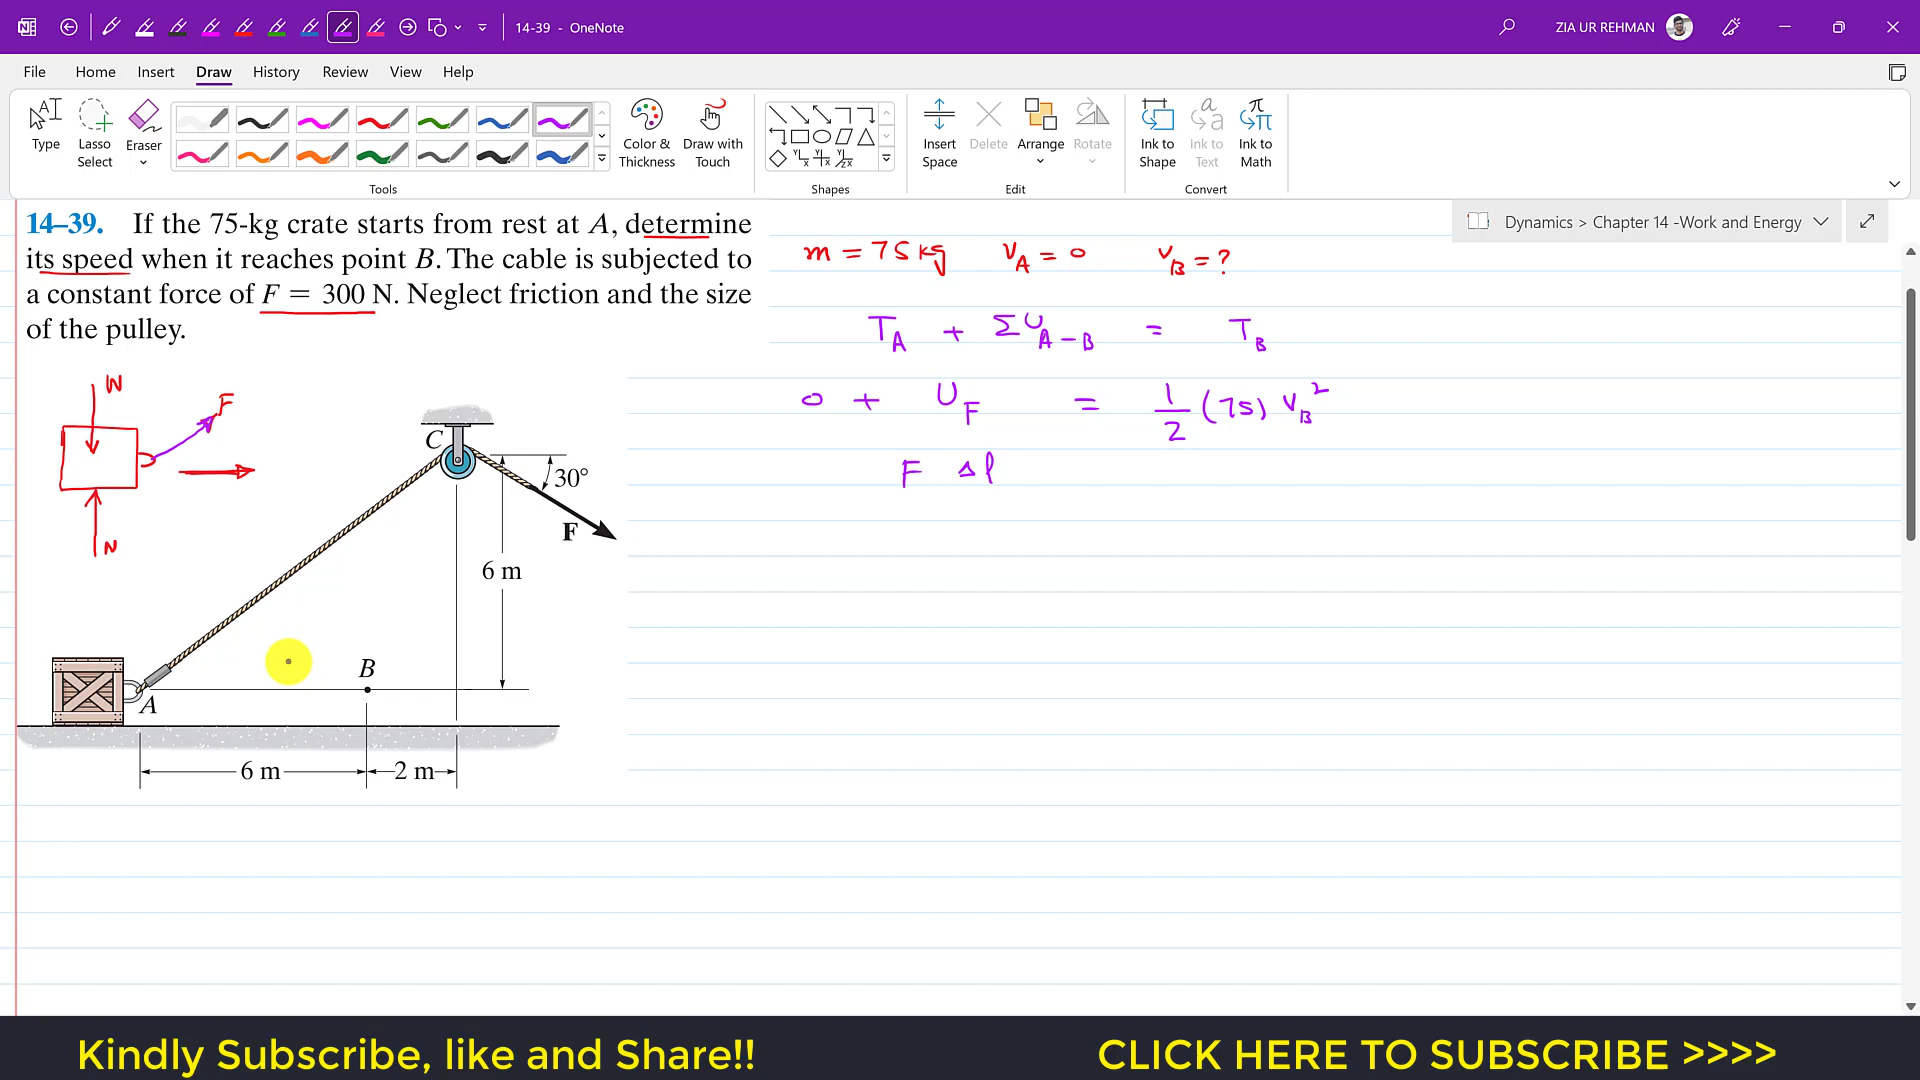 14-39 - OneNote
ZIA UR REHMAN
File Home Insert Draw History Review View Help
Type
Lasso Select
Eraser
Color & Thickness
Draw with Touch
Insert Space
Delete
Arrange
Rotate
Ink to Shape
Ink to Text
Ink to Math
Tools
Shapes
Edit
Convert
Dynamics > Chapter 14 -Work and Energy
14–39. If the 75-kg crate starts from rest at A, determine
its speed when it reaches point B. The cable is subjected to
a constant force of F = 300 N. Neglect friction and the size
of the pulley.
m = 75 kg V_A = 0 V_B = ?
T_A + ΣU_A-B = T_B
0 + U_F = 1/2 (75) V_B^2
F Δl
W
F
N
C
30°
F
6 m
B
A
6 m
2 m
Kindly Subscribe, like and Share!!
CLICK HERE TO SUBSCRIBE >>>>